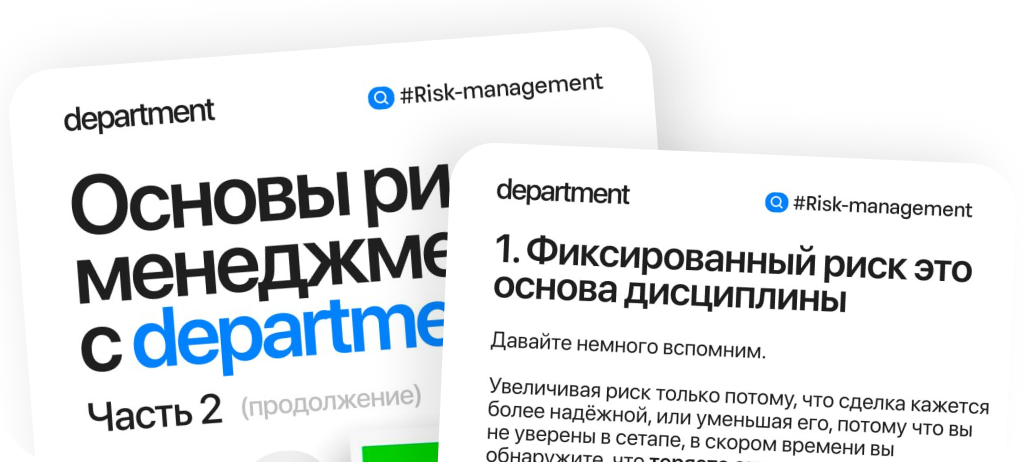 department
#Risk-management
Основы
менеджме
с departme
Часть 2 (продолжение)
department
#Risk-management
1. Фиксированный риск это
основа дисциплины
Давайте немного вспомним.
Увеличивая риск только потому, что сделка кажется
более надёжной, или уменьшая его, потому что вы
не уверены в сетапе, в скором времени вы
обнаружите, что